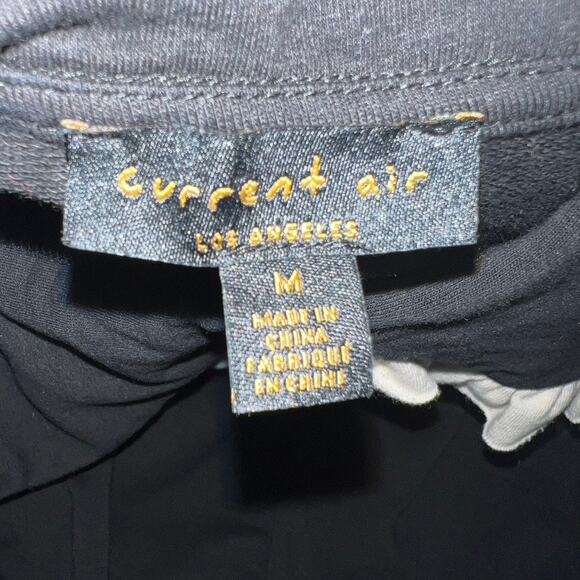 current air
LOS ANGELES
M
MADE IN
CHINA
FABRIQUÉ
EN CHINE